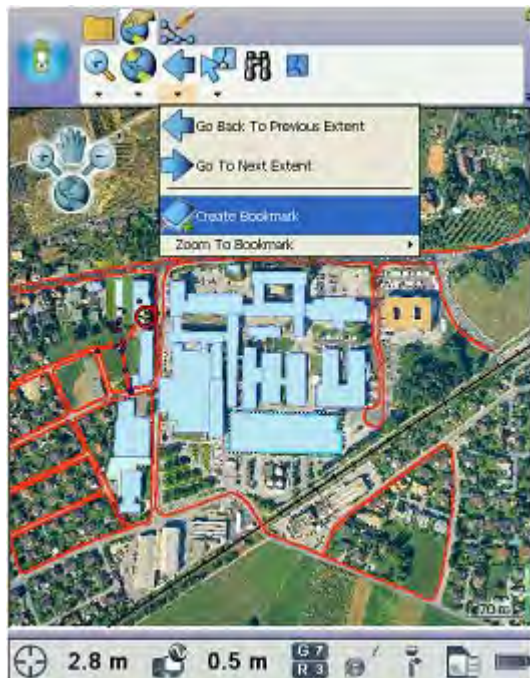 Go Back To Previous Extent
Go To Next Extent
Create Bookmark
Zoom To Bookmark
70 m
2.8 m
0.5 m
G 7
R 3